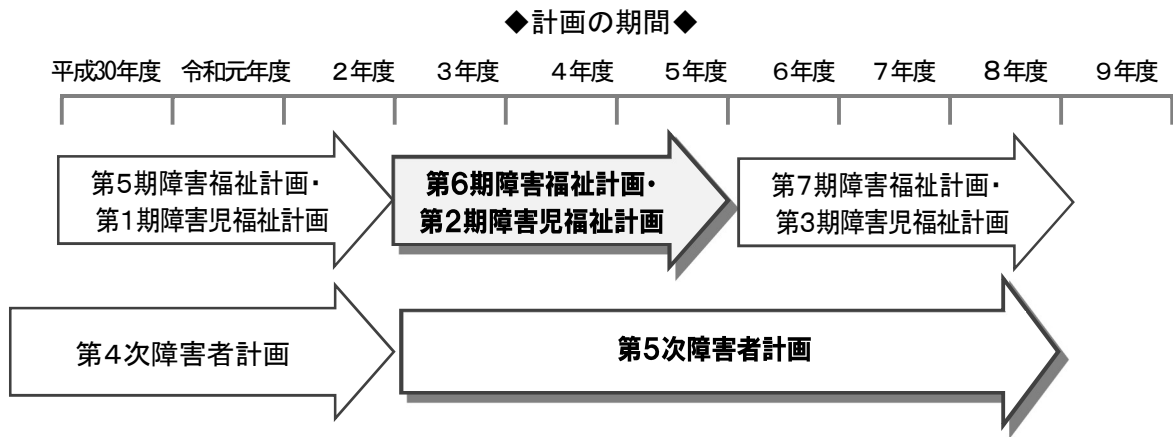 ◆計画の期間◆
平成30年度 令和元年度 2年度 3年度 4年度 5年度 6年度 7年度 8年度 9年度
第5期障害福祉計画・
第1期障害児福祉計画
第6期障害福祉計画・
第2期障害児福祉計画
第7期障害福祉計画・
第3期障害児福祉計画
第4次障害者計画
第5次障害者計画